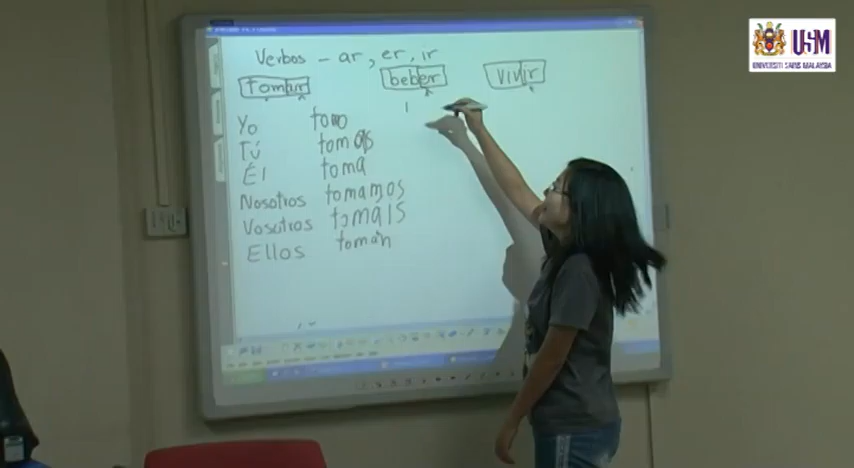 USM
UNIVERSITI SAINS MALAYSIA
Verbos - ar, er, ir
tomar beber vivir
Yo tomo
Tú tomas
Él toma
Nosotros tomamos
Vosotros tomáis
Ellos toman